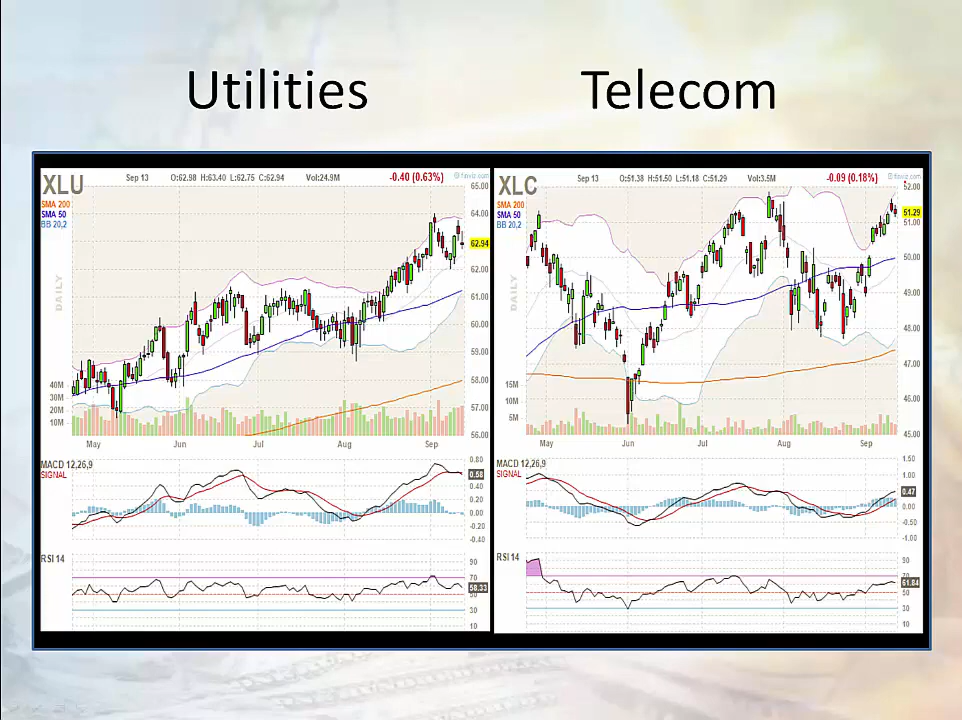 Utilities
Telecom
XLU
Sep 13 O:62.98 H:63.40 L:62.75 C:62.94 Vol:24.9M -0.40 (0.63%) © finviz.com
SMA 200
SMA 50
BB 20,2
DAILY
65.00
64.00
62.94
62.00
61.00
60.00
59.00
58.00
57.00
56.00
40M
30M
20M
10M
May Jun Jul Aug Sep
MACD 12,26,9
SIGNAL
0.80
0.58
0.40
0.20
0.00
-0.20
-0.40
RSI 14
90
70
58.33
50
30
10
XLC
Sep 13 O:51.38 H:51.50 L:51.18 C:51.29 Vol:3.5M -0.09 (0.18%) © finviz.com
SMA 200
SMA 50
BB 20,2
DAILY
52.00
51.29
51.00
50.00
49.00
48.00
47.00
46.00
45.00
15M
10M
5M
May Jun Jul Aug Sep
MACD 12,26,9
SIGNAL
1.50
1.00
0.47
0.00
-0.50
-1.00
RSI 14
90
70
61.84
50
30
10